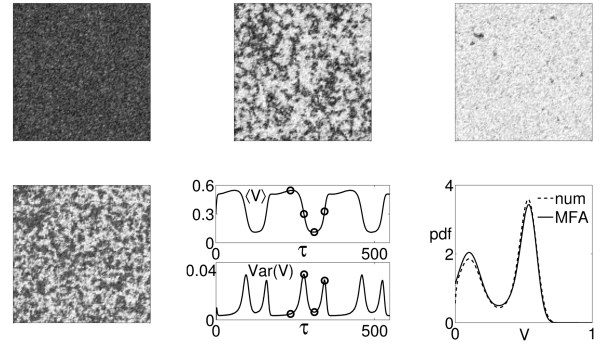 0.6
⟨V⟩
0.3
0
0 τ 500
0.04
Var(V)
0
0 τ 500
4
num
MFA
pdf
2
0
0 V 1